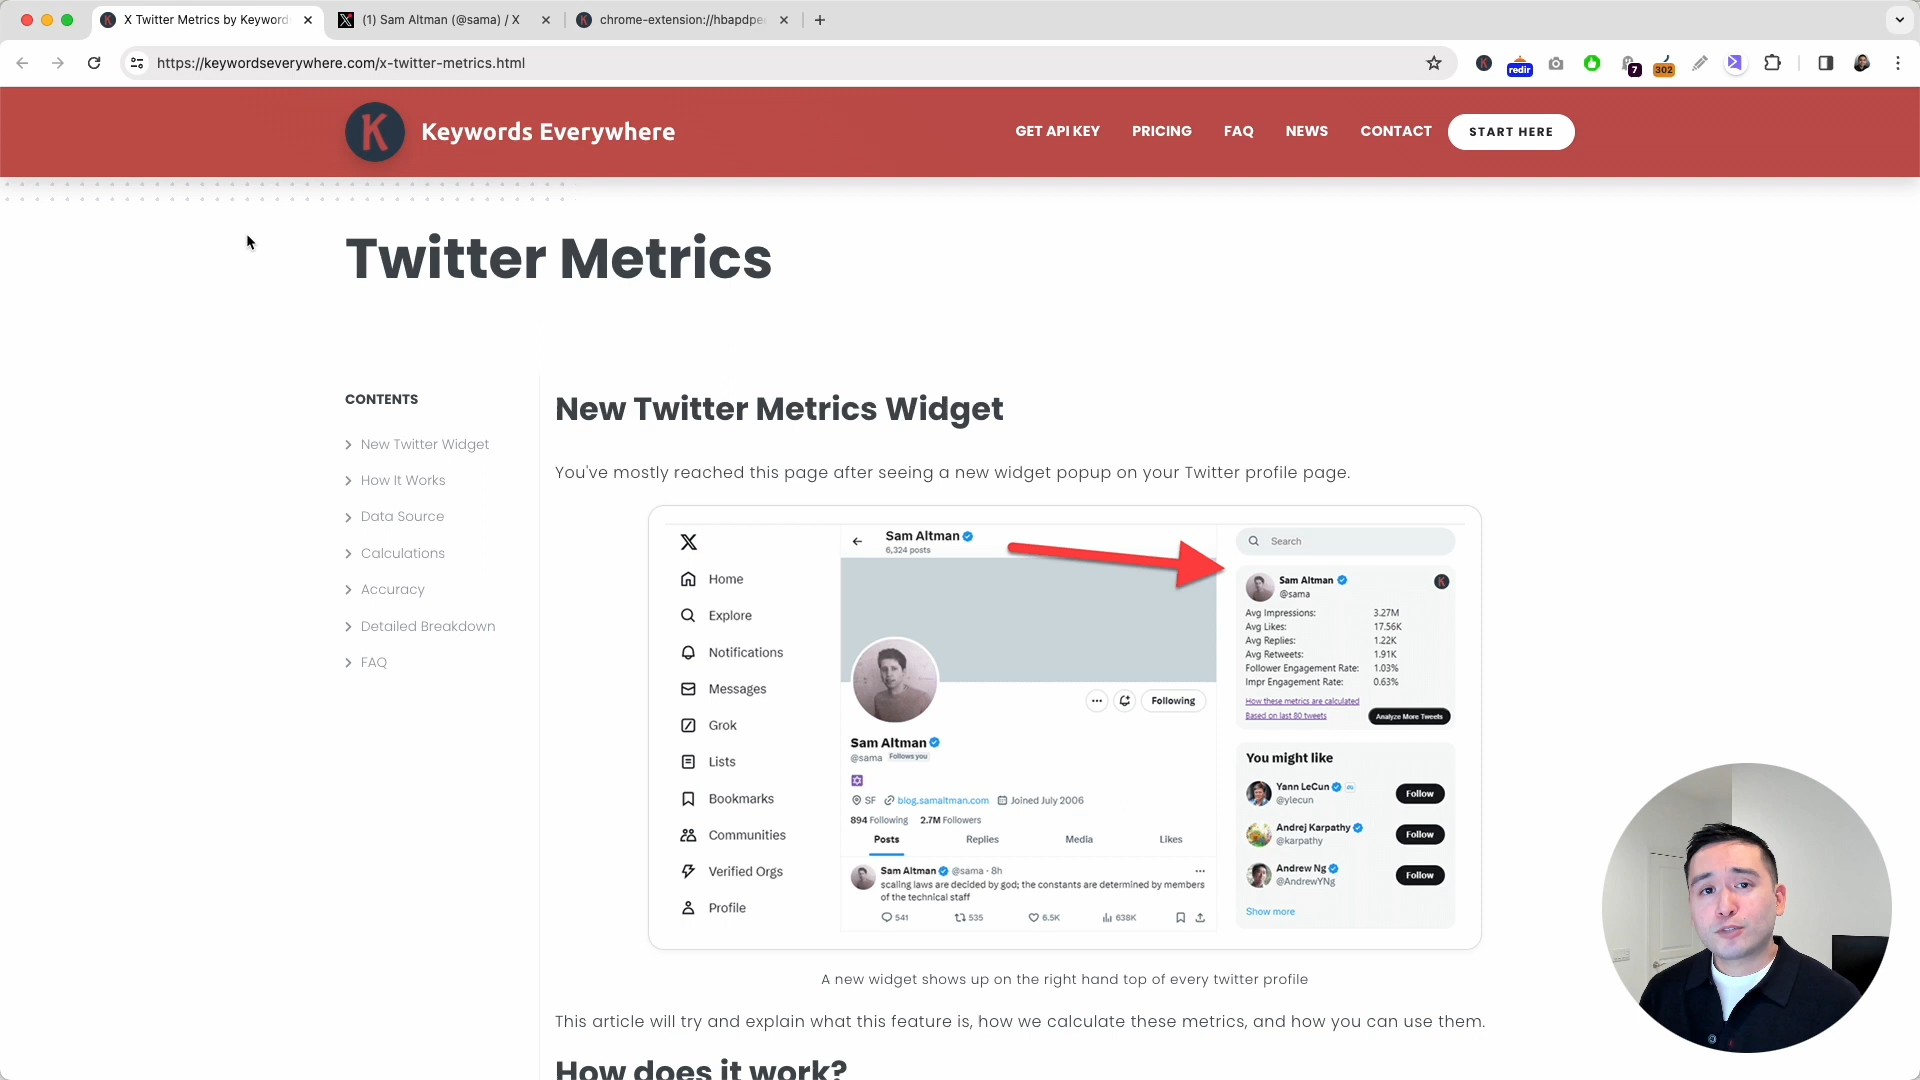 X Twitter Metrics by Keyword
(1) Sam Altman (@sama) / X
chrome-extension://hbapdpe
https://keywordseverywhere.com/x-twitter-metrics.html
redir
7
302
K
Keywords Everywhere
GET API KEY
PRICING
FAQ
NEWS
CONTACT
START HERE
Twitter Metrics
CONTENTS
New Twitter Widget
How It Works
Data Source
Calculations
Accuracy
Detailed Breakdown
FAQ
New Twitter Metrics Widget
You've mostly reached this page after seeing a new widget popup on your Twitter profile page.
X
Home
Explore
Notifications
Messages
Grok
Lists
Bookmarks
Communities
Verified Orgs
Profile
Sam Altman
6,324 posts
Following
Sam Altman
@sama Follows you
SF blog.samaltman.com Joined July 2006
894 Following 2.7M Followers
Posts Replies Media Likes
Sam Altman @sama · 8h
scaling laws are decided by god; the constants are determined by members
of the technical staff
541 535 6.5K 638K
Search
Sam Altman
@sama
K
Avg Impressions: 3.27M
Avg Likes: 17.56K
Avg Replies: 1.22K
Avg Retweets: 1.91K
Follower Engagement Rate: 1.03%
Impr Engagement Rate: 0.63%
How these metrics are calculated
Based on last 80 tweets
Analyze More Tweets
You might like
Yann LeCun
@ylecun
Follow
Andrej Karpathy
@karpathy
Follow
Andrew Ng
@AndrewYNg
Follow
Show more
A new widget shows up on the right hand top of every twitter profile
This article will try and explain what this feature is, how we calculate these metrics, and how you can use them.
How does it work?